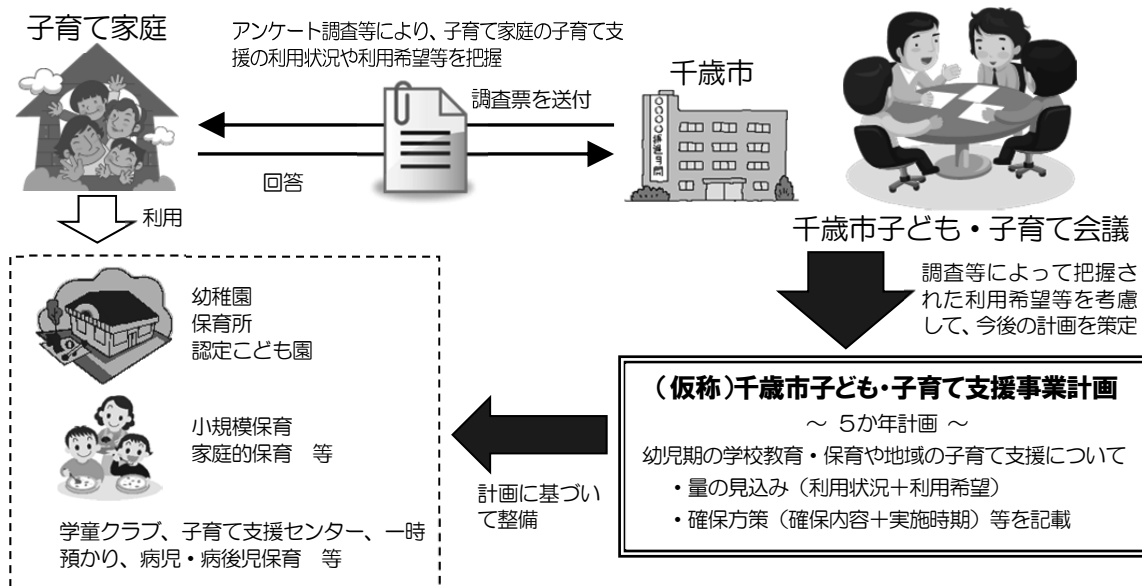 子育て家庭
アンケート調査等により、子育て家庭の子育て支
援の利用状況や利用希望等を把握
調査票を送付
回答
千歳市
千歳市子ども・子育て会議
利用
調査等によって把握さ
れた利用希望等を考慮
して、今後の計画を策定
幼稚園
保育所
認定こども園
小規模保育
家庭的保育 等
学童クラブ、子育て支援センター、一時
預かり、病児・病後児保育 等
計画に基づい
て整備
(仮称)千歳市子ども・子育て支援事業計画
~ 5か年計画 ~
幼児期の学校教育・保育や地域の子育て支援について
・量の見込み(利用状況+利用希望)
・確保方策(確保内容+実施時期)等を記載